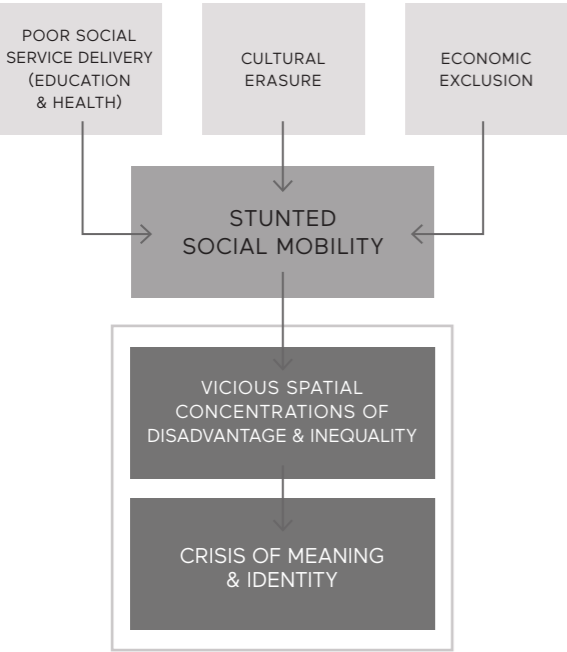 POOR SOCIAL
SERVICE DELIVERY
(EDUCATION
& HEALTH)
CULTURAL
ERASURE
ECONOMIC
EXCLUSION
STUNTED
SOCIAL MOBILITY
VICIOUS SPATIAL
CONCENTRATIONS OF
DISADVANTAGE & INEQUALITY
CRISIS OF MEANING
& IDENTITY